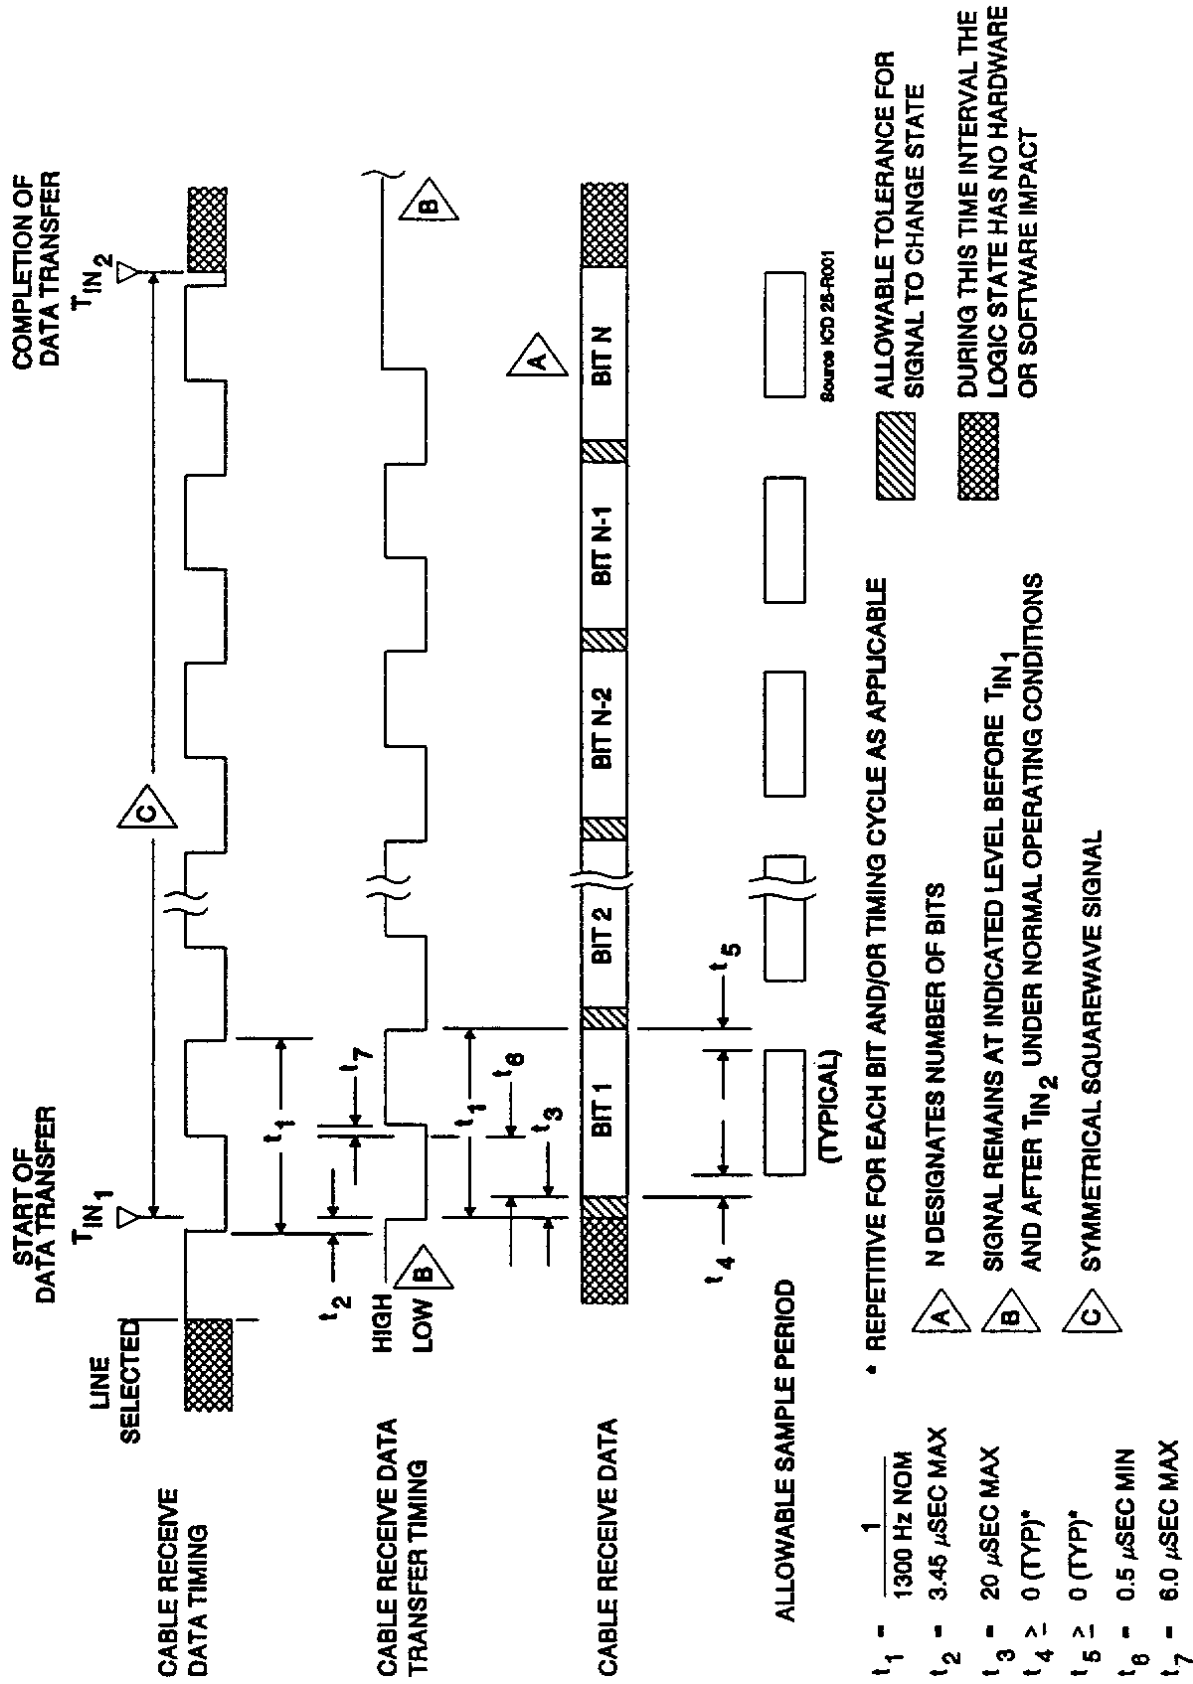 START OF
DATA TRANSFER
COMPLETION OF
DATA TRANSFER
LINE
SELECTED
TIN1
TIN2
C
CABLE RECEIVE
DATA TIMING
t1
t2
t7
HIGH
LOW
B
B
CABLE RECEIVE DATA
TRANSFER TIMING
t1
t6
t3
A
CABLE RECEIVE DATA
BIT 1
BIT 2
BIT N-2
BIT N-1
BIT N
t4
t5
ALLOWABLE SAMPLE PERIOD
(TYPICAL)
Source ICD 25-R001
t1 = 1
1300 Hz NOM
t2 = 3.45 µSEC MAX
t3 = 20 µSEC MAX
t4 ≥ 0 (TYP)*
t5 ≥ 0 (TYP)*
t6 = 0.5 µSEC MIN
t7 = 6.0 µSEC MAX
* REPETITIVE FOR EACH BIT AND/OR TIMING CYCLE AS APPLICABLE
A N DESIGNATES NUMBER OF BITS
B SIGNAL REMAINS AT INDICATED LEVEL BEFORE TIN1
AND AFTER TIN2 UNDER NORMAL OPERATING CONDITIONS
C SYMMETRICAL SQUAREWAVE SIGNAL
ALLOWABLE TOLERANCE FOR
SIGNAL TO CHANGE STATE
DURING THIS TIME INTERVAL THE
LOGIC STATE HAS NO HARDWARE
OR SOFTWARE IMPACT